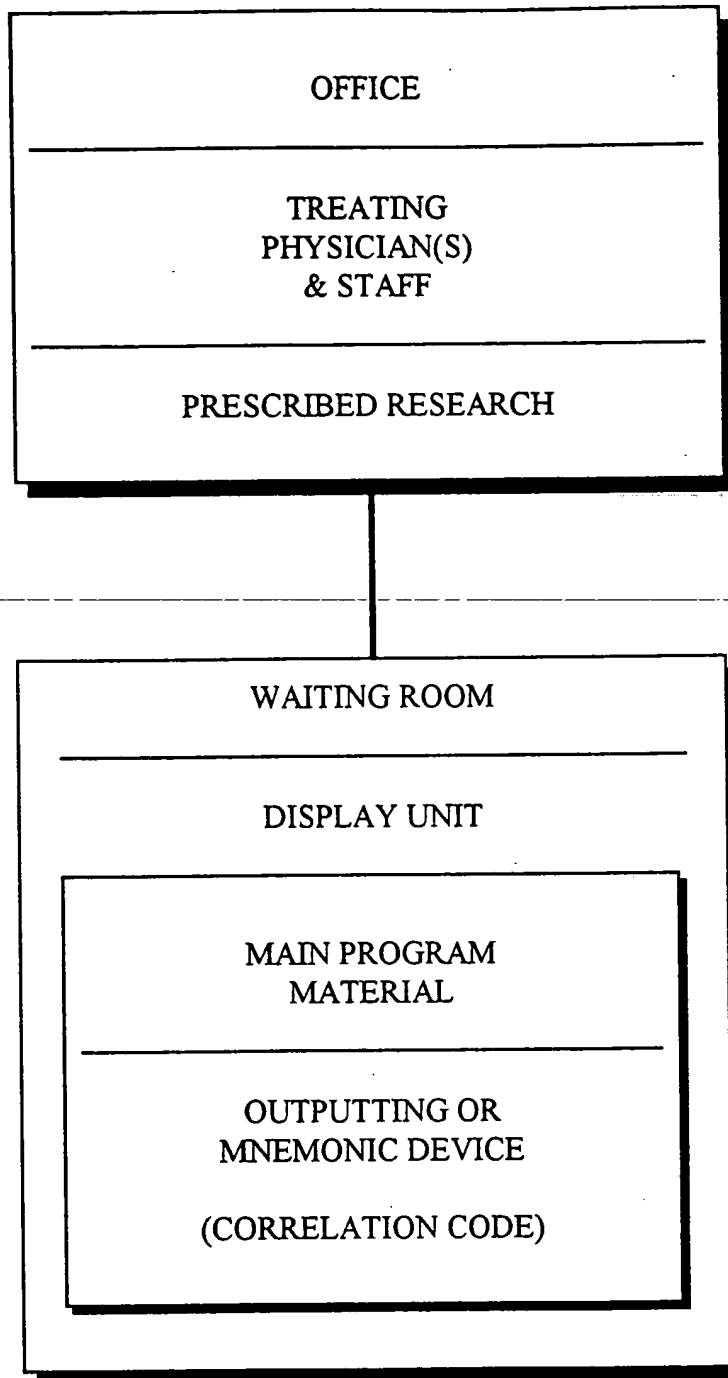 OFFICE
TREATING
PHYSICIAN(S)
& STAFF
PRESCRIBED RESEARCH
WAITING ROOM
DISPLAY UNIT
MAIN PROGRAM
MATERIAL
OUTPUTTING OR
MNEMONIC DEVICE
(CORRELATION CODE)